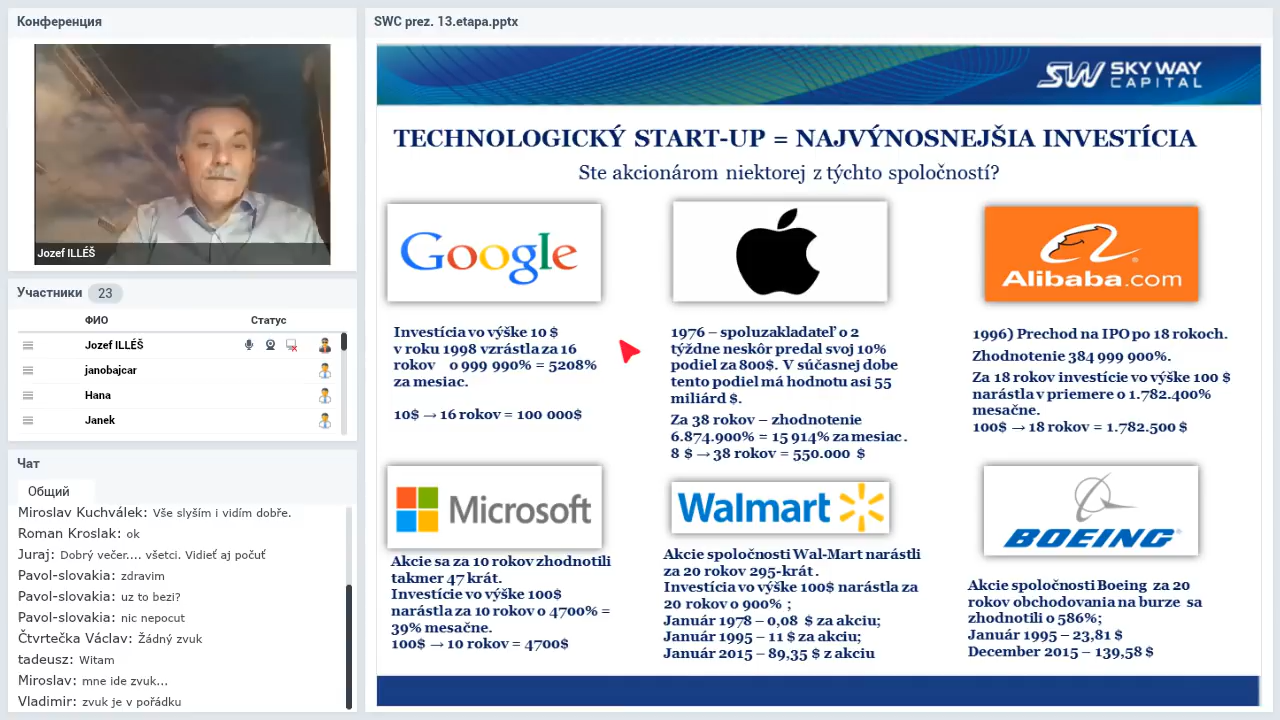 Конференция
Jozef ILLÉŠ
Участники 23
ФИО Статус
Jozef ILLÉŠ
janobajcar
Hana
Janek
Чат
Общий
Miroslav Kuchválek: Vše slyším i vidím dobře.
Roman Kroslak: ok
Juraj: Dobrý večer.... všetci. Vidieť aj počuť
Pavol-slovakia: zdravim
Pavol-slovakia: uz to bezi?
Pavol-slovakia: nic nepocut
Čtvrtečka Václav: Žádný zvuk
tadeusz: Witam
Miroslav: mne ide zvuk...
Vladimir: zvuk je v pořádku
SWC prez. 13.etapa.pptx
SW SKY WAY
CAPITAL
TECHNOLOGICKÝ START-UP = NAJVÝNOSNEJŠIA INVESTÍCIA
Ste akcionárom niektorej z týchto spoločností?
Google
Investícia vo výške 10 $
v roku 1998 vzrástla za 16
rokov o 999 990% = 5208%
za mesiac.
10$ → 16 rokov = 100 000$
1976 – spoluzakladateľ o 2
týždne neskôr predal svoj 10%
podiel za 800$. V súčasnej dobe
tento podiel má hodnotu asi 55
miliárd $.
Za 38 rokov – zhodnotenie
6.874.900% = 15 914% za mesiac.
8 $ → 38 rokov = 550.000 $
Alibaba.com
1996) Prechod na IPO po 18 rokoch.
Zhodnotenie 384 999 900%.
Za 18 rokov investície vo výške 100 $
narástla v priemere o 1.782.400%
mesačne.
100$ → 18 rokov = 1.782.500 $
Microsoft
Akcie sa za 10 rokov zhodnotili
takmer 47 krát.
Investície vo výške 100$
narástla za 10 rokov o 4700% =
39% mesačne.
100$ → 10 rokov = 4700$
Walmart
Akcie spoločnosti Wal-Mart narástli
za 20 rokov 295-krát.
Investícia vo výške 100$ narástla za
20 rokov o 900% ;
Január 1978 – 0,08 $ za akciu;
Január 1995 – 11 $ za akciu;
Január 2015 – 89,35 $ z akciu
BOEING
Akcie spoločnosti Boeing za 20
rokov obchodovania na burze sa
zhodnotili o 586%;
Január 1995 – 23,81 $
December 2015 – 139,58 $